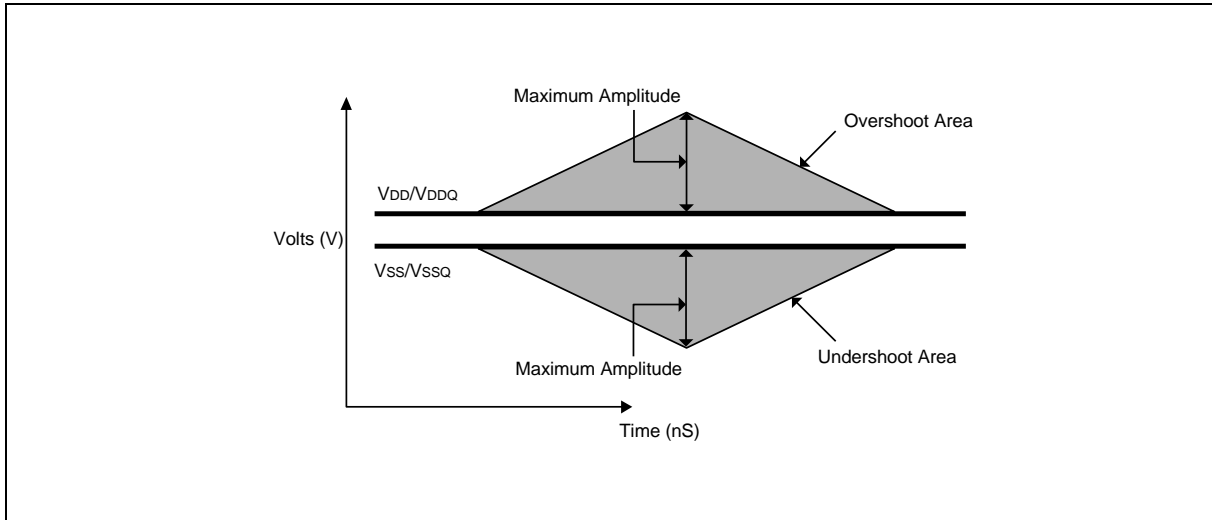 Maximum Amplitude
Overshoot Area
VDD/VDDQ
Volts (V)
VSS/VSSQ
Maximum Amplitude
Undershoot Area
Time (nS)